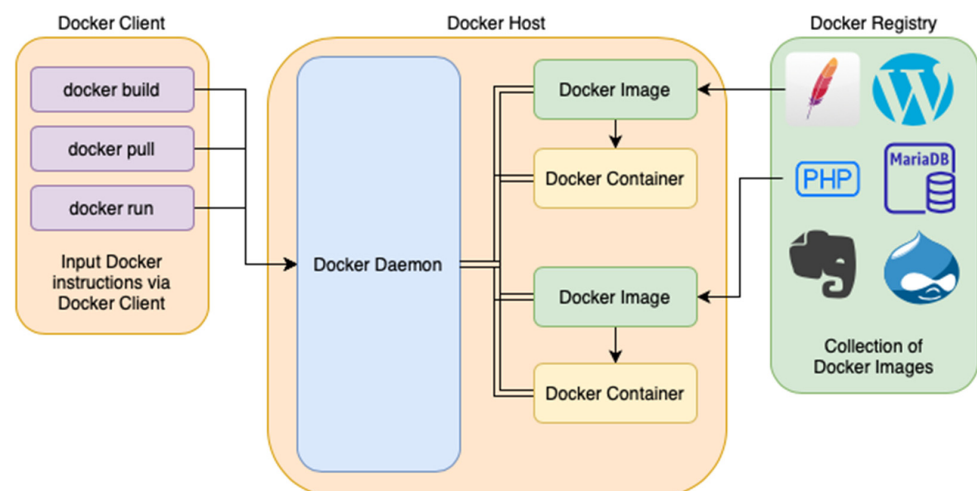 Docker Client
docker build
docker pull
docker run
Input Docker
instructions via
Docker Client
Docker Host
Docker Daemon
Docker Image
Docker Container
Docker Image
Docker Container
Docker Registry
PHP
MariaDB
Collection of
Docker Images